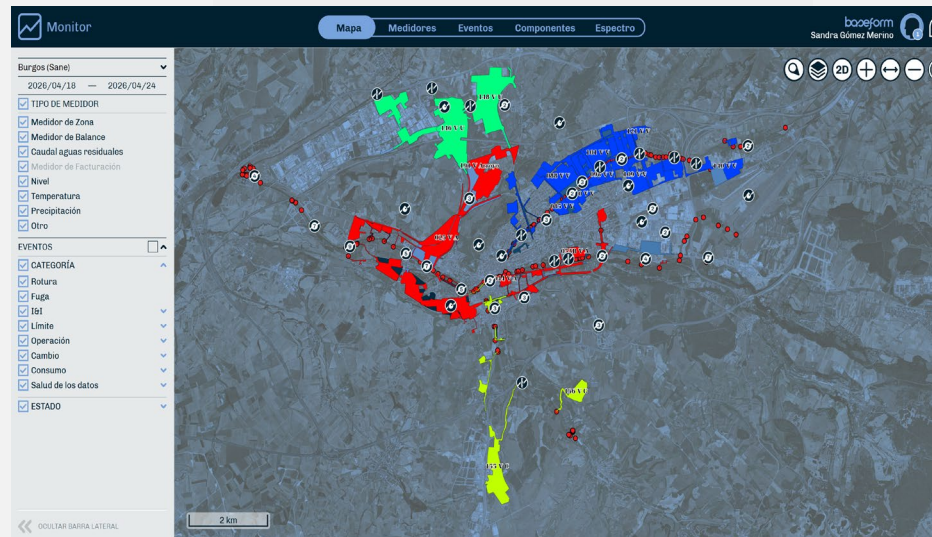 Monitor
Mapa
Medidores
Eventos
Componentes
Espectro
baseform
Sandra Gómez Merino
Burgos (Sane)
2026/04/18 — 2026/04/24
TIPO DE MEDIDOR
Medidor de Zona
Medidor de Balance
Caudal aguas residuales
Medidor de Facturación
Nivel
Temperatura
Precipitación
Otro
EVENTOS
CATEGORÍA
Rotura
Fuga
I&I
Límite
Operación
Cambio
Consumo
Salud de los datos
ESTADO
OCULTAR BARRA LATERAL
2D
2 km